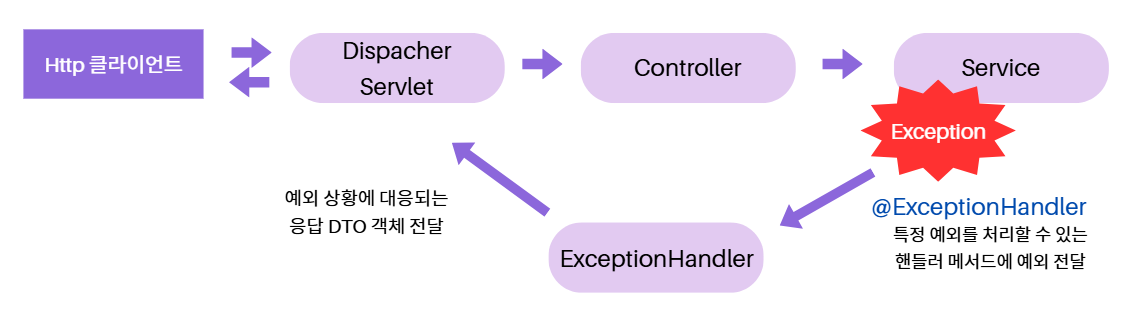 Http 클라이언트
Dispacher
Servlet
Controller
Service
Exception
예외 상황에 대응되는
응답 DTO 객체 전달
@ExceptionHandler
특정 예외를 처리할 수 있는
핸들러 메서드에 예외 전달
ExceptionHandler